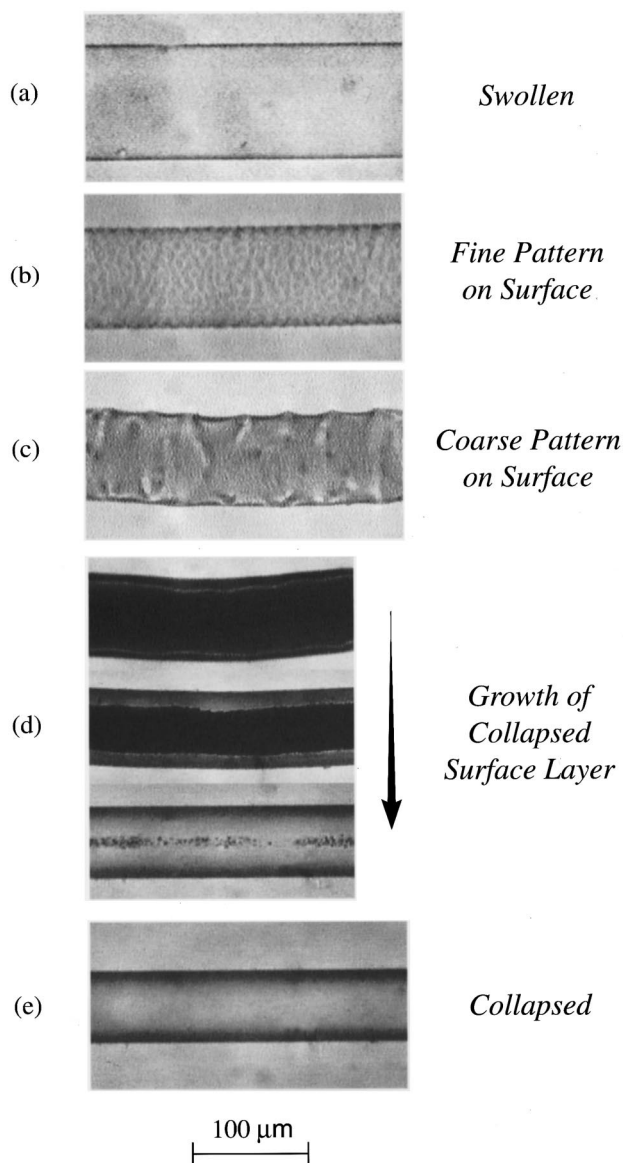 (a)
Swollen
(b)
Fine Pattern
on Surface
(c)
Coarse Pattern
on Surface
(d)
Growth of
Collapsed
Surface Layer
(e)
Collapsed
100 μm